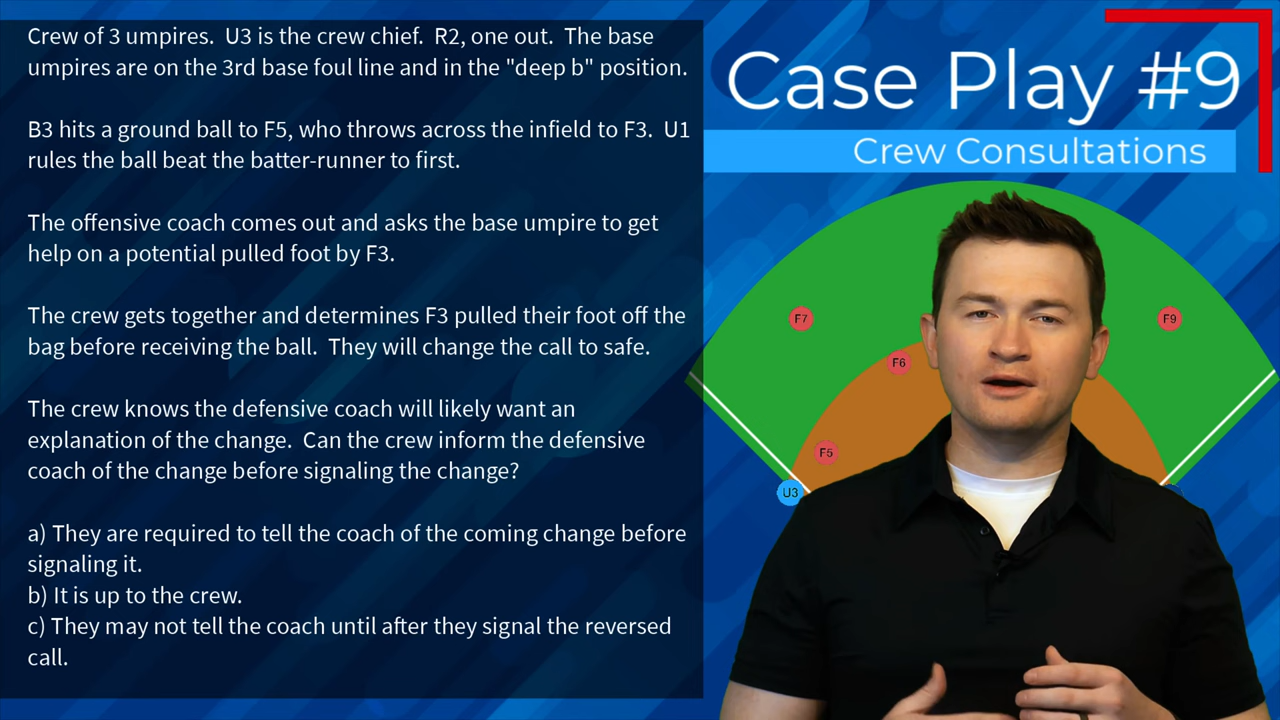 Crew of 3 umpires. U3 is the crew chief. R2, one out. The base
umpires are on the 3rd base foul line and in the "deep b" position.
B3 hits a ground ball to F5, who throws across the infield to F3. U1
rules the ball beat the batter-runner to first.
The offensive coach comes out and asks the base umpire to get
help on a potential pulled foot by F3.
The crew gets together and determines F3 pulled their foot off the
bag before receiving the ball. They will change the call to safe.
The crew knows the defensive coach will likely want an
explanation of the change. Can the crew inform the defensive
coach of the change before signaling the change?
a) They are required to tell the coach of the coming change before
signaling it.
b) It is up to the crew.
c) They may not tell the coach until after they signal the reversed
call.
Case Play #9
Crew Consultations
F7
F9
F6
F5
U3